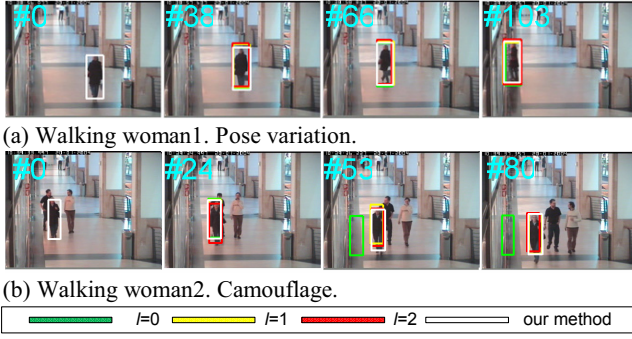 #0 #38 #66 #103
(a) Walking woman1. Pose variation.
#0 #24 #53 #80
(b) Walking woman2. Camouflage.
l=0 l=1 l=2 our method